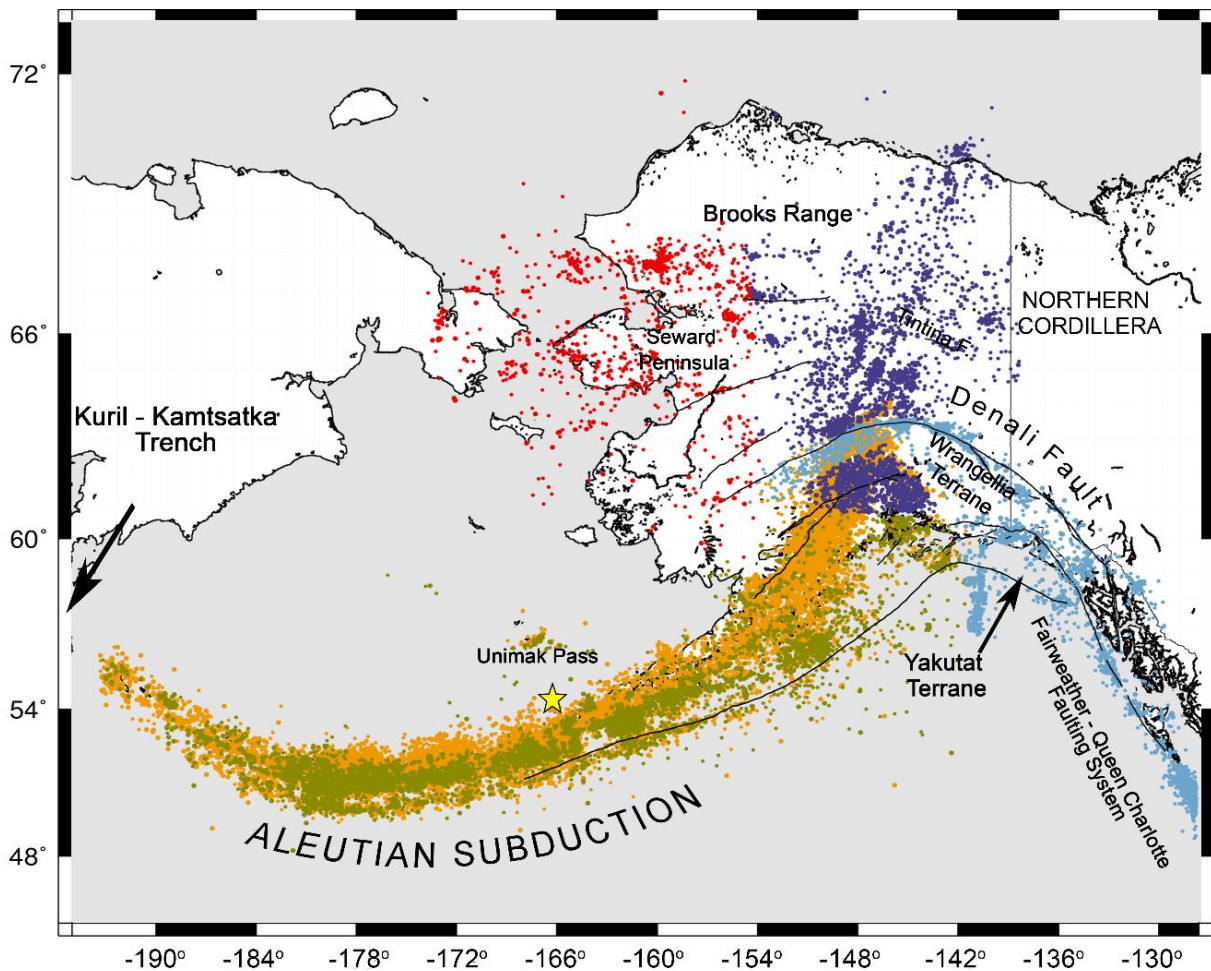 72°
66°
60°
54°
48°
Brooks Range
NORTHERN
CORDILLERA
Tintina F.
Seward
Peninsula
Kuril - Kamtsatka
Trench
Denali Fault
Wrangellia
Terrane
Unimak Pass
Yakutat
Terrane
Fairweather - Queen Charlotte
Faulting System
ALEUTIAN SUBDUCTION
-190° -184° -178° -172° -166° -160° -154° -148° -142° -136° -130°